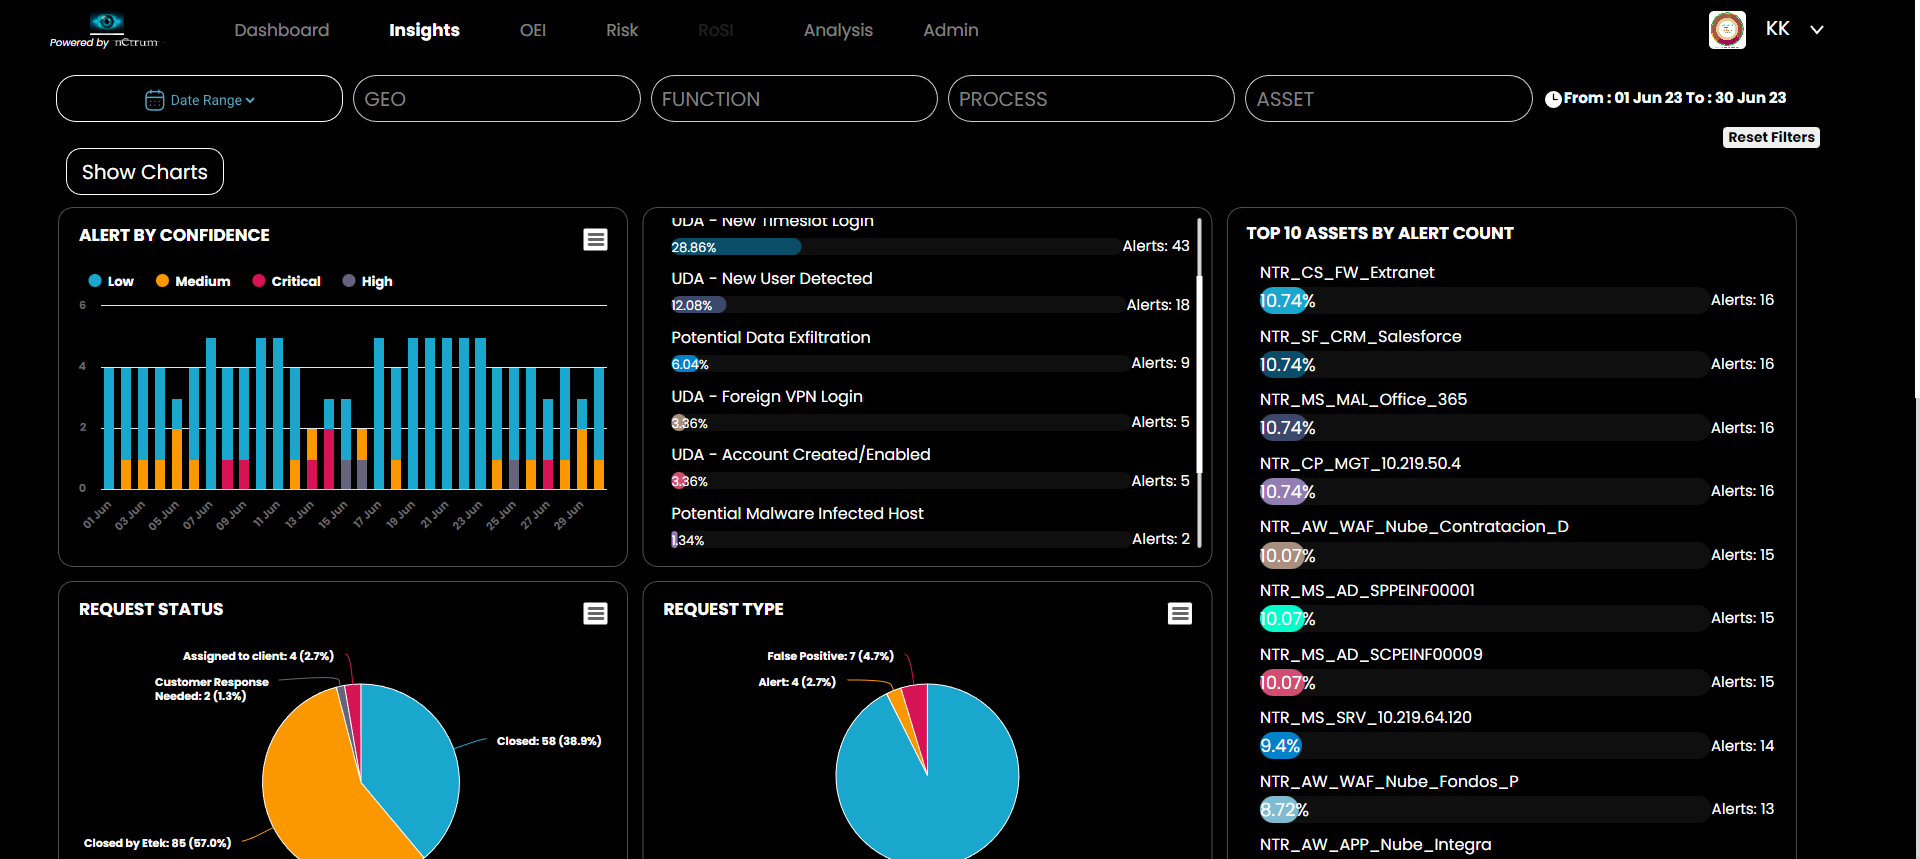 Powered by nCtrum
Dashboard
Insights
OEI
Risk
RoSI
Analysis
Admin
KK
Date Range
GEO
FUNCTION
PROCESS
ASSET
From : 01 Jun 23 To : 30 Jun 23
Reset Filters
Show Charts
ALERT BY CONFIDENCE
Low
Medium
Critical
High
6
4
2
0
01 Jun
03 Jun
05 Jun
07 Jun
09 Jun
11 Jun
13 Jun
15 Jun
17 Jun
19 Jun
21 Jun
23 Jun
25 Jun
27 Jun
29 Jun
UDA - New Timeslot Login
28.86%
Alerts: 43
UDA - New User Detected
12.08%
Alerts: 18
Potential Data Exfiltration
6.04%
Alerts: 9
UDA - Foreign VPN Login
3.36%
Alerts: 5
UDA - Account Created/Enabled
3.36%
Alerts: 5
Potential Malware Infected Host
1.34%
Alerts: 2
TOP 10 ASSETS BY ALERT COUNT
NTR_CS_FW_Extranet
10.74%
Alerts: 16
NTR_SF_CRM_Salesforce
10.74%
Alerts: 16
NTR_MS_MAL_Office_365
10.74%
Alerts: 16
NTR_CP_MGT_10.219.50.4
10.74%
Alerts: 16
NTR_AW_WAF_Nube_Contratacion_D
10.07%
Alerts: 15
NTR_MS_AD_SPPEINF00001
10.07%
Alerts: 15
NTR_MS_AD_SCPEINF00009
10.07%
Alerts: 15
NTR_MS_SRV_10.219.64.120
9.4%
Alerts: 14
NTR_AW_WAF_Nube_Fondos_P
8.72%
Alerts: 13
NTR_AW_APP_Nube_Integra
REQUEST STATUS
Assigned to client: 4 (2.7%)
Customer Response
Needed: 2 (1.3%)
Closed: 58 (38.9%)
Closed by Etek: 85 (57.0%)
REQUEST TYPE
False Positive: 7 (4.7%)
Alert: 4 (2.7%)